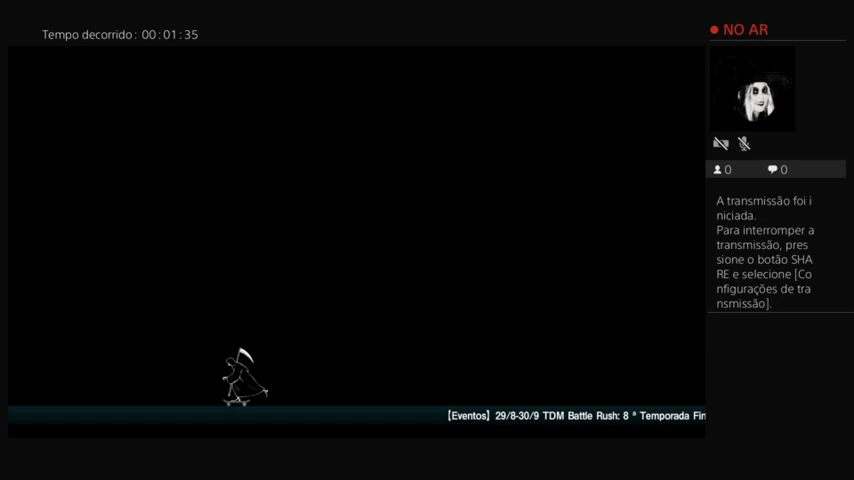 Tempo decorrido: 00:01:35
NO AR
0 0
A transmissão foi i
niciada.
Para interromper a
transmissão, pres
sione o botão SHA
RE e selecione [Co
nfigurações de tra
nsmissão].
【Eventos】 29/8-30/9 TDM Battle Rush: 8 ª Temporada Fin